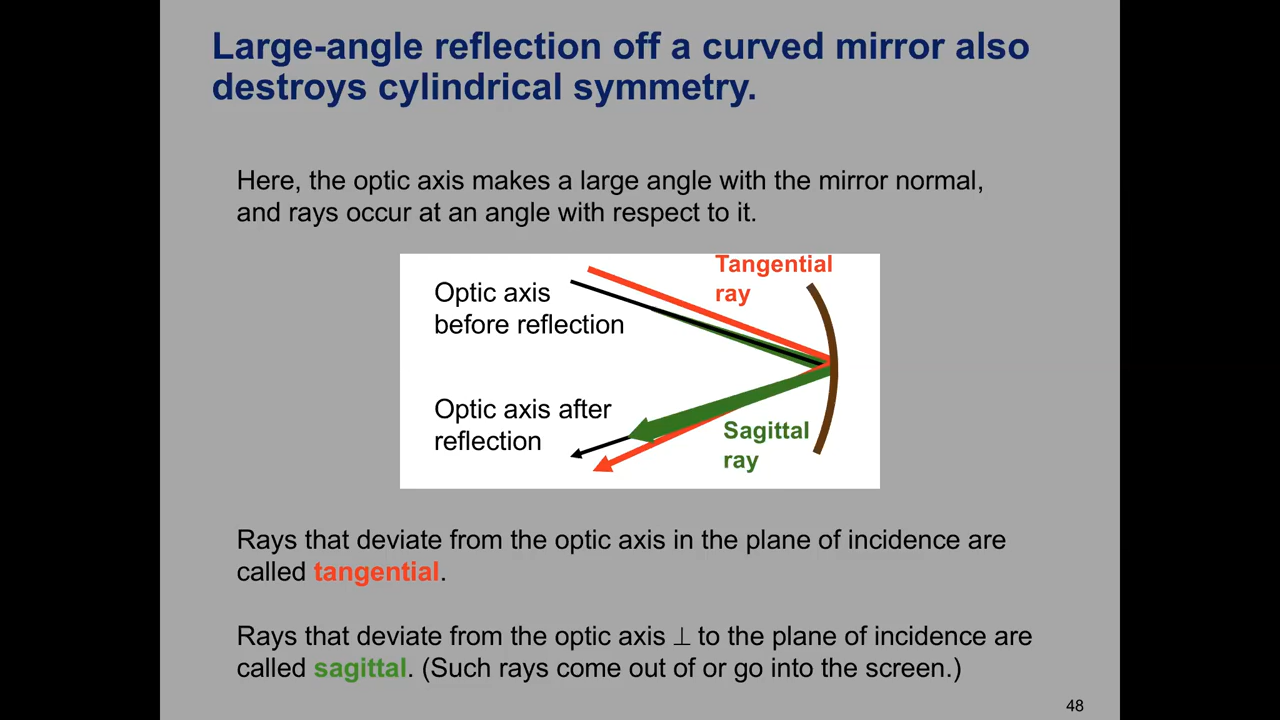 Large-angle reflection off a curved mirror also
destroys cylindrical symmetry.
Here, the optic axis makes a large angle with the mirror normal,
and rays occur at an angle with respect to it.
Tangential
ray
Optic axis
before reflection
Optic axis after
reflection
Sagittal
ray
Rays that deviate from the optic axis in the plane of incidence are
called tangential.
Rays that deviate from the optic axis ⊥ to the plane of incidence are
called sagittal. (Such rays come out of or go into the screen.)
48